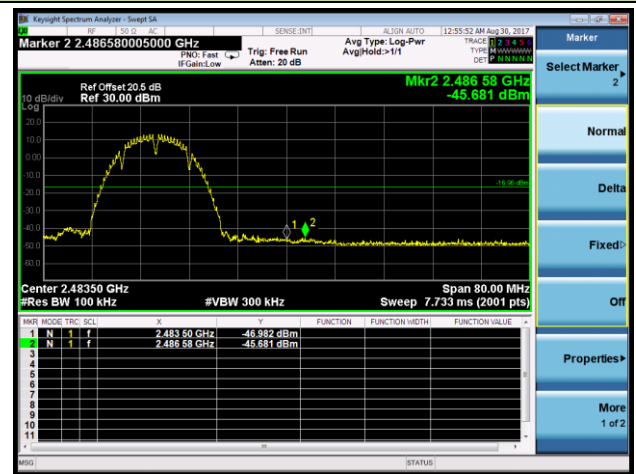 Keysight Spectrum Analyzer - Swept SA
RF 50 Ω AC SENSE:INT ALIGN AUTO 12:55:52 AM Aug 30, 2017
Marker 2 2.486580005000 GHz
PNO: Fast
IFGain:Low
Trig: Free Run
Atten: 20 dB
Avg Type: Log-Pwr
Avg|Hold:>1/1
TRACE 1 2 3 4 5 6
TYPE M W W W W W
DET P N N N N N
Marker
Select Marker
2
Normal
Delta
Fixed
Off
Properties
More
1 of 2
Ref Offset 20.5 dB
Ref 30.00 dBm
10 dB/div
Log
Mkr2 2.486 58 GHz
-45.681 dBm
20.0
10.0
0.00
-10.0
-20.0
-30.0
-40.0
-50.0
-60.0
-16.96 dBm
1
2
Center 2.48350 GHz
Span 80.00 MHz
#Res BW 100 kHz
#VBW 300 kHz
Sweep 7.733 ms (2001 pts)
MKR MODE TRC SCL X Y FUNCTION FUNCTION WIDTH FUNCTION VALUE
1 N 1 f 2.483 50 GHz -46.982 dBm
2 N 1 f 2.486 58 GHz -45.681 dBm
3
4
5
6
7
8
9
10
11
MSG
STATUS